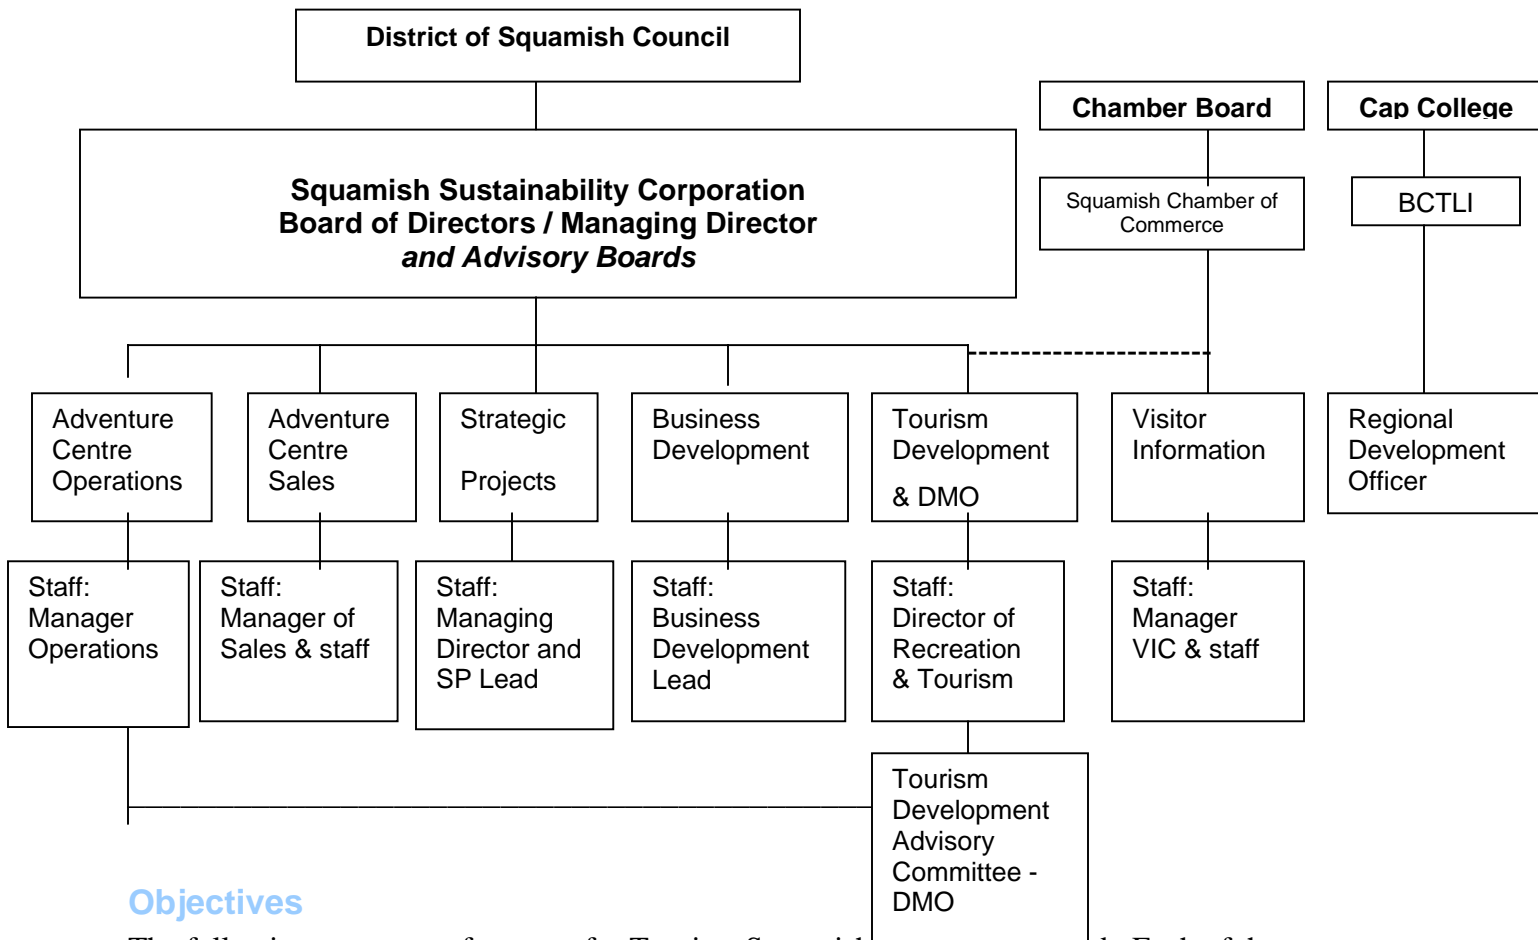 District of Squamish Council
Chamber Board
Cap College
Squamish Sustainability Corporation
Board of Directors / Managing Director
and Advisory Boards
Squamish Chamber of
Commerce
BCTLI
Adventure
Centre
Operations
Adventure
Centre
Sales
Strategic
Projects
Business
Development
Tourism
Development
& DMO
Visitor
Information
Regional
Development
Officer
Staff:
Manager
Operations
Staff:
Manager of
Sales & staff
Staff:
Managing
Director and
SP Lead
Staff:
Business
Development
Lead
Staff:
Director of
Recreation
& Tourism
Staff:
Manager
VIC & staff
Tourism
Development
Advisory
Committee -
DMO
Objectives